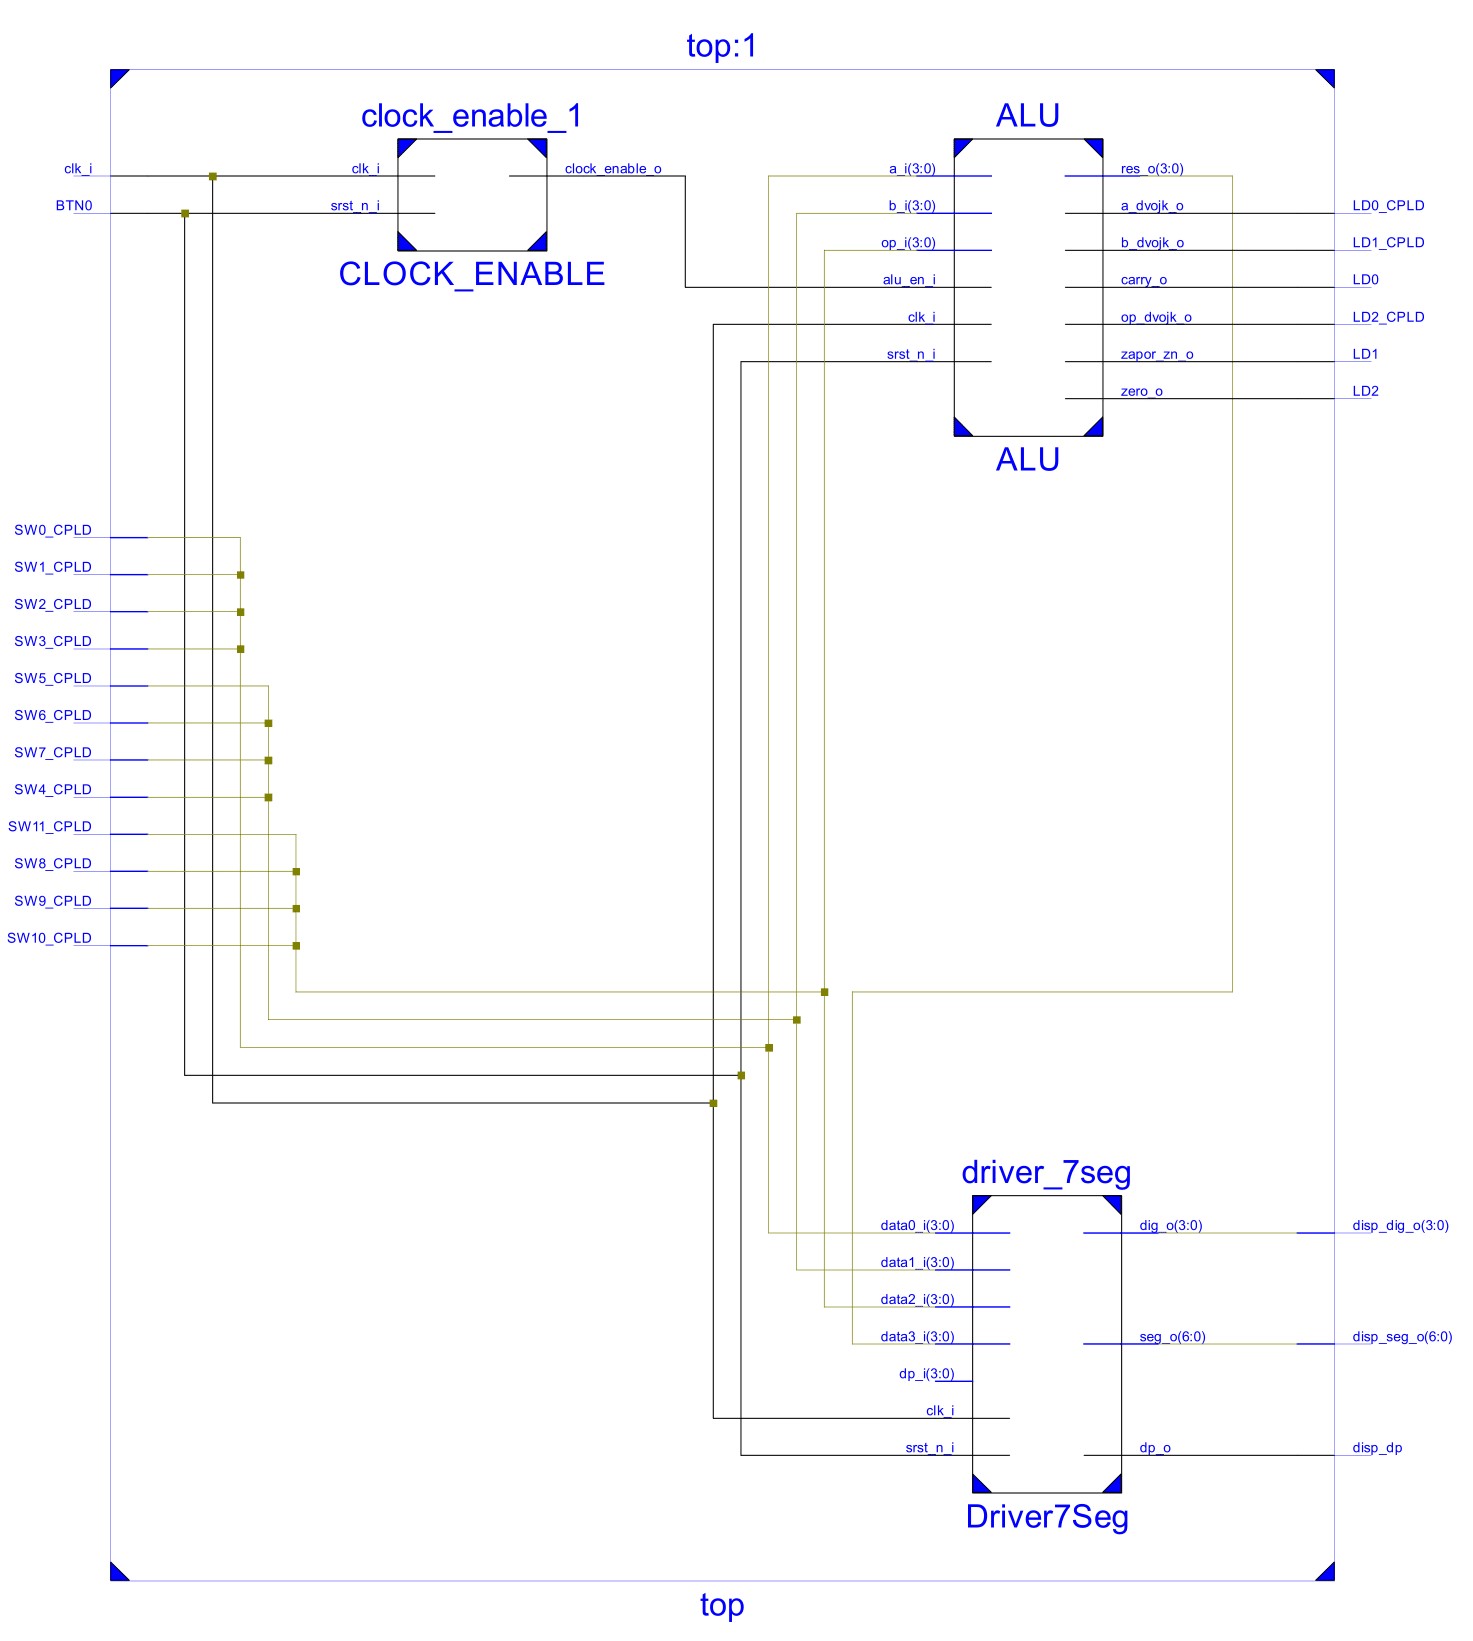 top:1
clock_enable_1
ALU
clk_i
clk_i
clock_enable_o
a_i(3:0)
res_o(3:0)
BTN0
srst_n_i
b_i(3:0)
a_dvojk_o
LD0_CPLD
op_i(3:0)
b_dvojk_o
LD1_CPLD
CLOCK_ENABLE
alu_en_i
carry_o
LD0
clk_i
op_dvojk_o
LD2_CPLD
srst_n_i
zapor_zn_o
LD1
zero_o
LD2
ALU
SW0_CPLD
SW1_CPLD
SW2_CPLD
SW3_CPLD
SW5_CPLD
SW6_CPLD
SW7_CPLD
SW4_CPLD
SW11_CPLD
SW8_CPLD
SW9_CPLD
SW10_CPLD
driver_7seg
data0_i(3:0)
dig_o(3:0)
disp_dig_o(3:0)
data1_i(3:0)
data2_i(3:0)
data3_i(3:0)
seg_o(6:0)
disp_seg_o(6:0)
dp_i(3:0)
clk_i
srst_n_i
dp_o
disp_dp
Driver7Seg
top